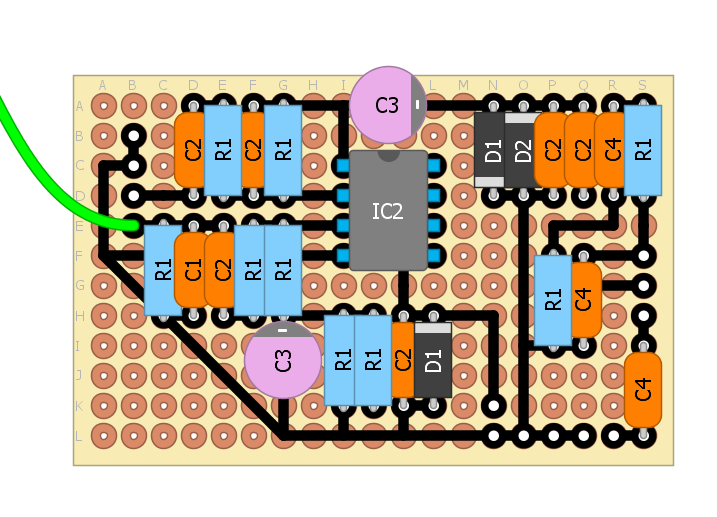 A B C D E F G H I L M N O P Q R S
A
B
C
D
E
F
G
H
I
J
K
L
C3
C2 R1 C2 R1
D1 D2 C2 C2 C4 R1
IC2
R1 C1 C2 R1 R1
R1 C4
C3 R1 R1 C2 D1
C4